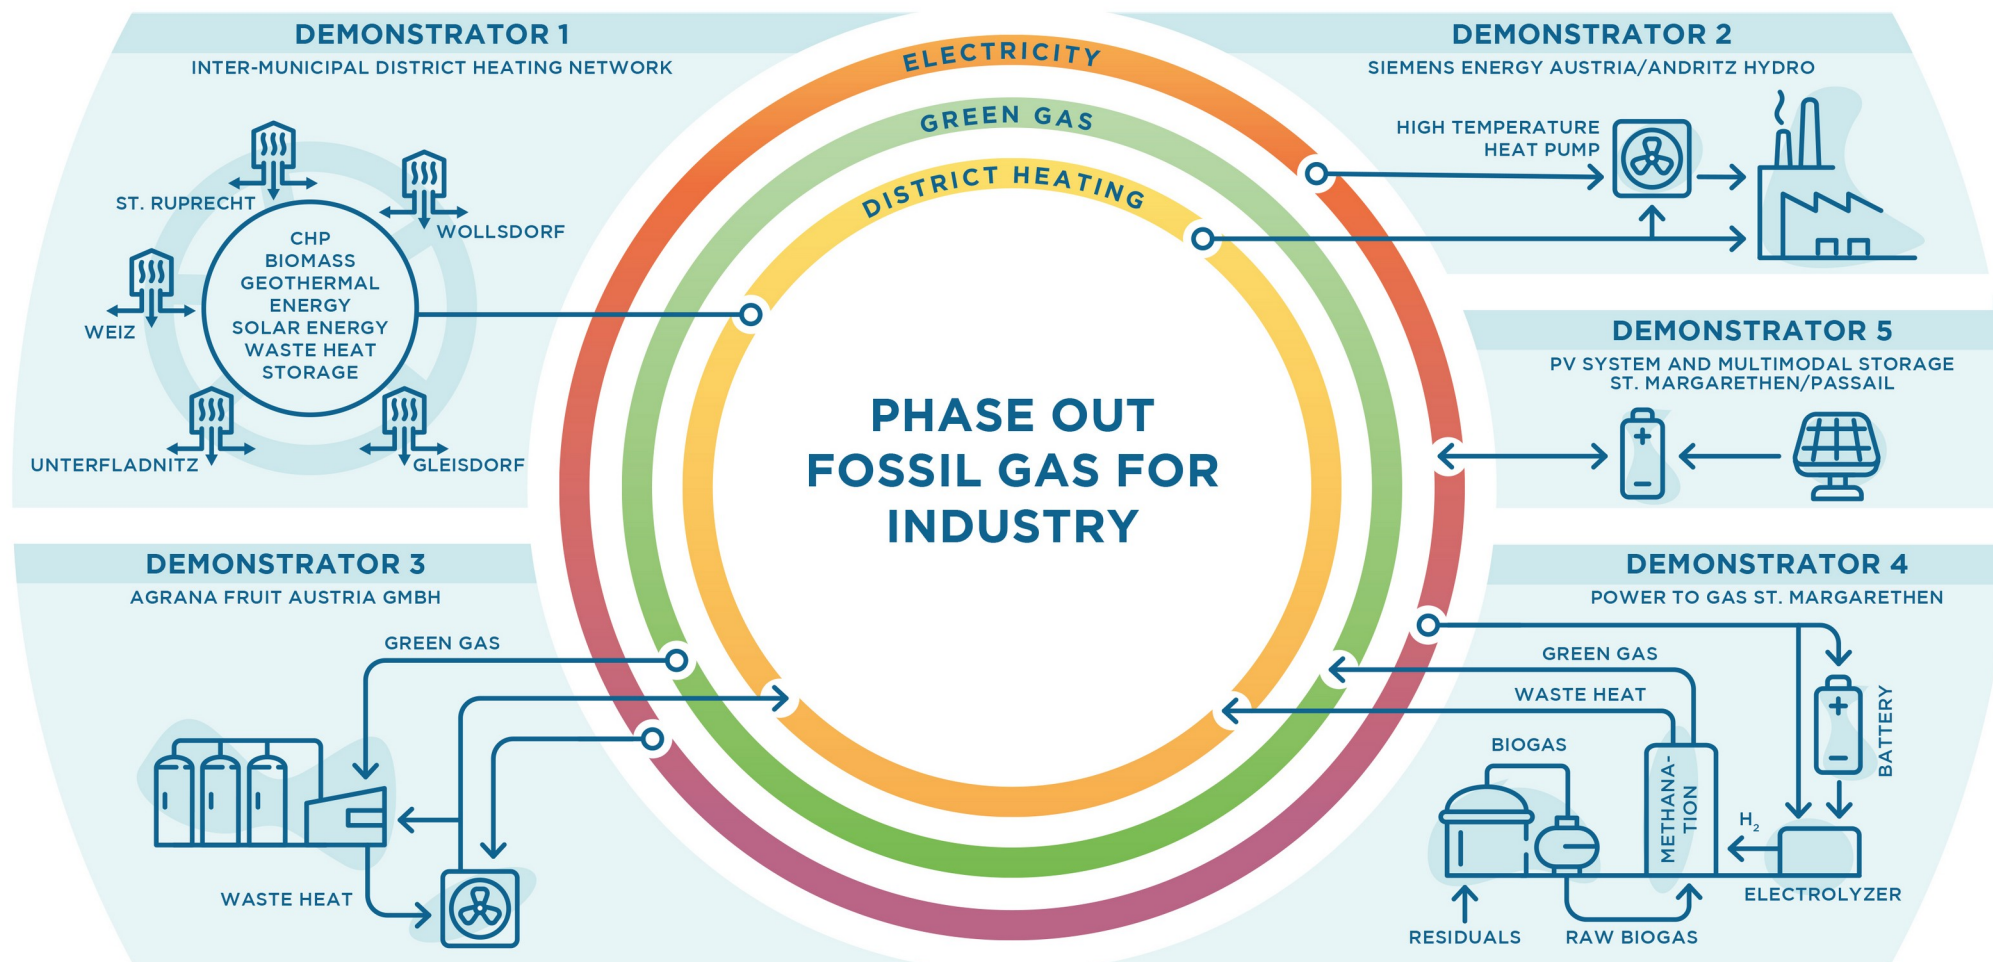 DEMONSTRATOR 1
INTER-MUNICIPAL DISTRICT HEATING NETWORK
ST. RUPRECHT
WOLLSDORF
WEIZ
UNTERFLADNITZ
GLEISDORF
CHP
BIOMASS
GEOTHERMAL
ENERGY
SOLAR ENERGY
WASTE HEAT
STORAGE
ELECTRICITY
GREEN GAS
DISTRICT HEATING
PHASE OUT
FOSSIL GAS FOR
INDUSTRY
DEMONSTRATOR 2
SIEMENS ENERGY AUSTRIA/ANDRITZ HYDRO
HIGH TEMPERATURE
HEAT PUMP
DEMONSTRATOR 5
PV SYSTEM AND MULTIMODAL STORAGE
ST. MARGARETHEN/PASSAIL
+
-
DEMONSTRATOR 3
AGRANA FRUIT AUSTRIA GMBH
GREEN GAS
WASTE HEAT
DEMONSTRATOR 4
POWER TO GAS ST. MARGARETHEN
GREEN GAS
WASTE HEAT
BIOGAS
METHANA-
TION
H₂
+
-
BATTERY
ELECTROLYZER
RESIDUALS
RAW BIOGAS